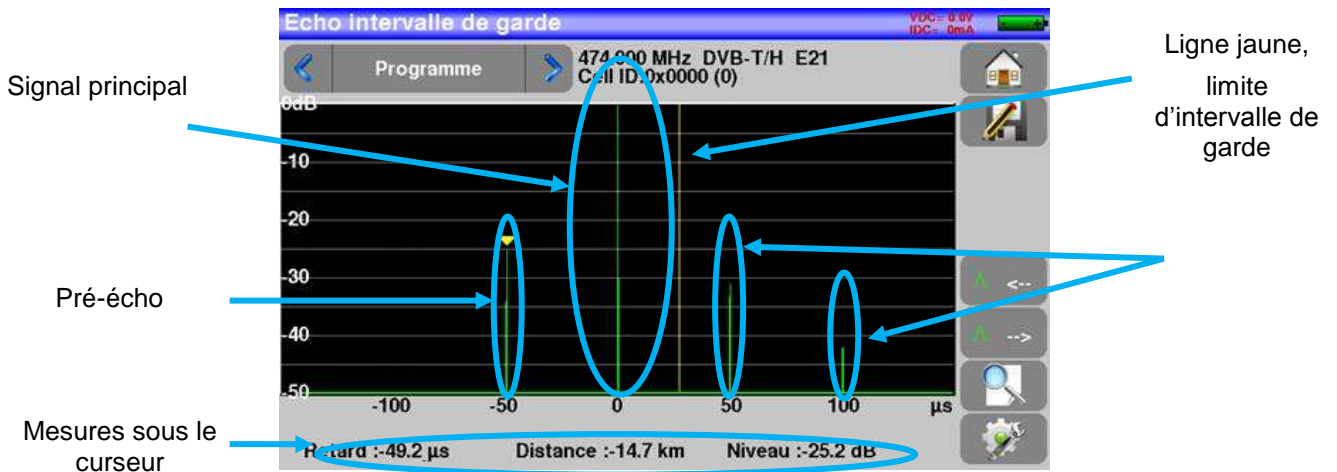 Echo intervalle de garde
VDC= 0.0V
IDC= 0mA
Programme
474.000 MHz DVB-T/H E21
Cell ID:0x0000 (0)
Signal principal
Ligne jaune,
limite
d'intervalle de
garde
0dB
-10
-20
-30
-40
-50
<--
-->
Pré-écho
-100
-50
0
50
100
µs
Mesures sous le
curseur
Retard :-49.2 µs
Distance :-14.7 km
Niveau :-25.2 dB